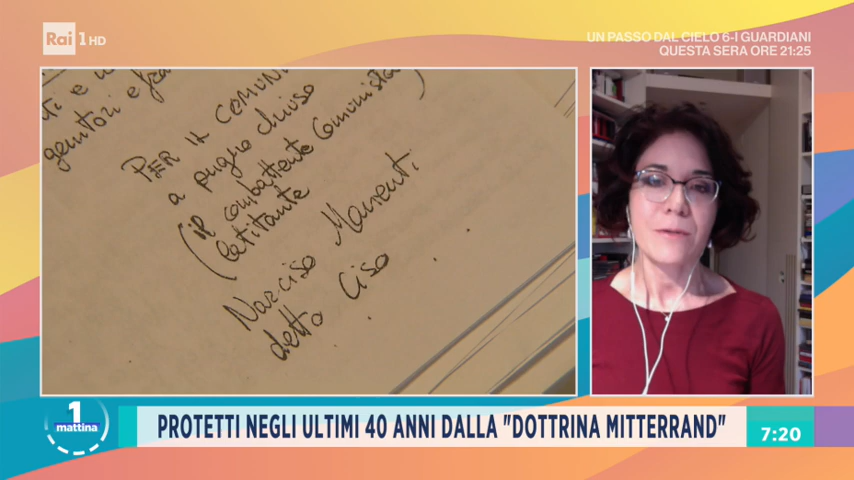 Rai 1 HD
UN PASSO DAL CIELO 6-I GUARDIANI
QUESTA SERA ORE 21:25
genitori e
PER IL COMUNI
a pugno chiuso
(il combattente Comunista)
latitante
Narciso Manenti
detto Ciso
1
mattina
PROTETTI NEGLI ULTIMI 40 ANNI DALLA "DOTTRINA MITTERRAND"
7:20